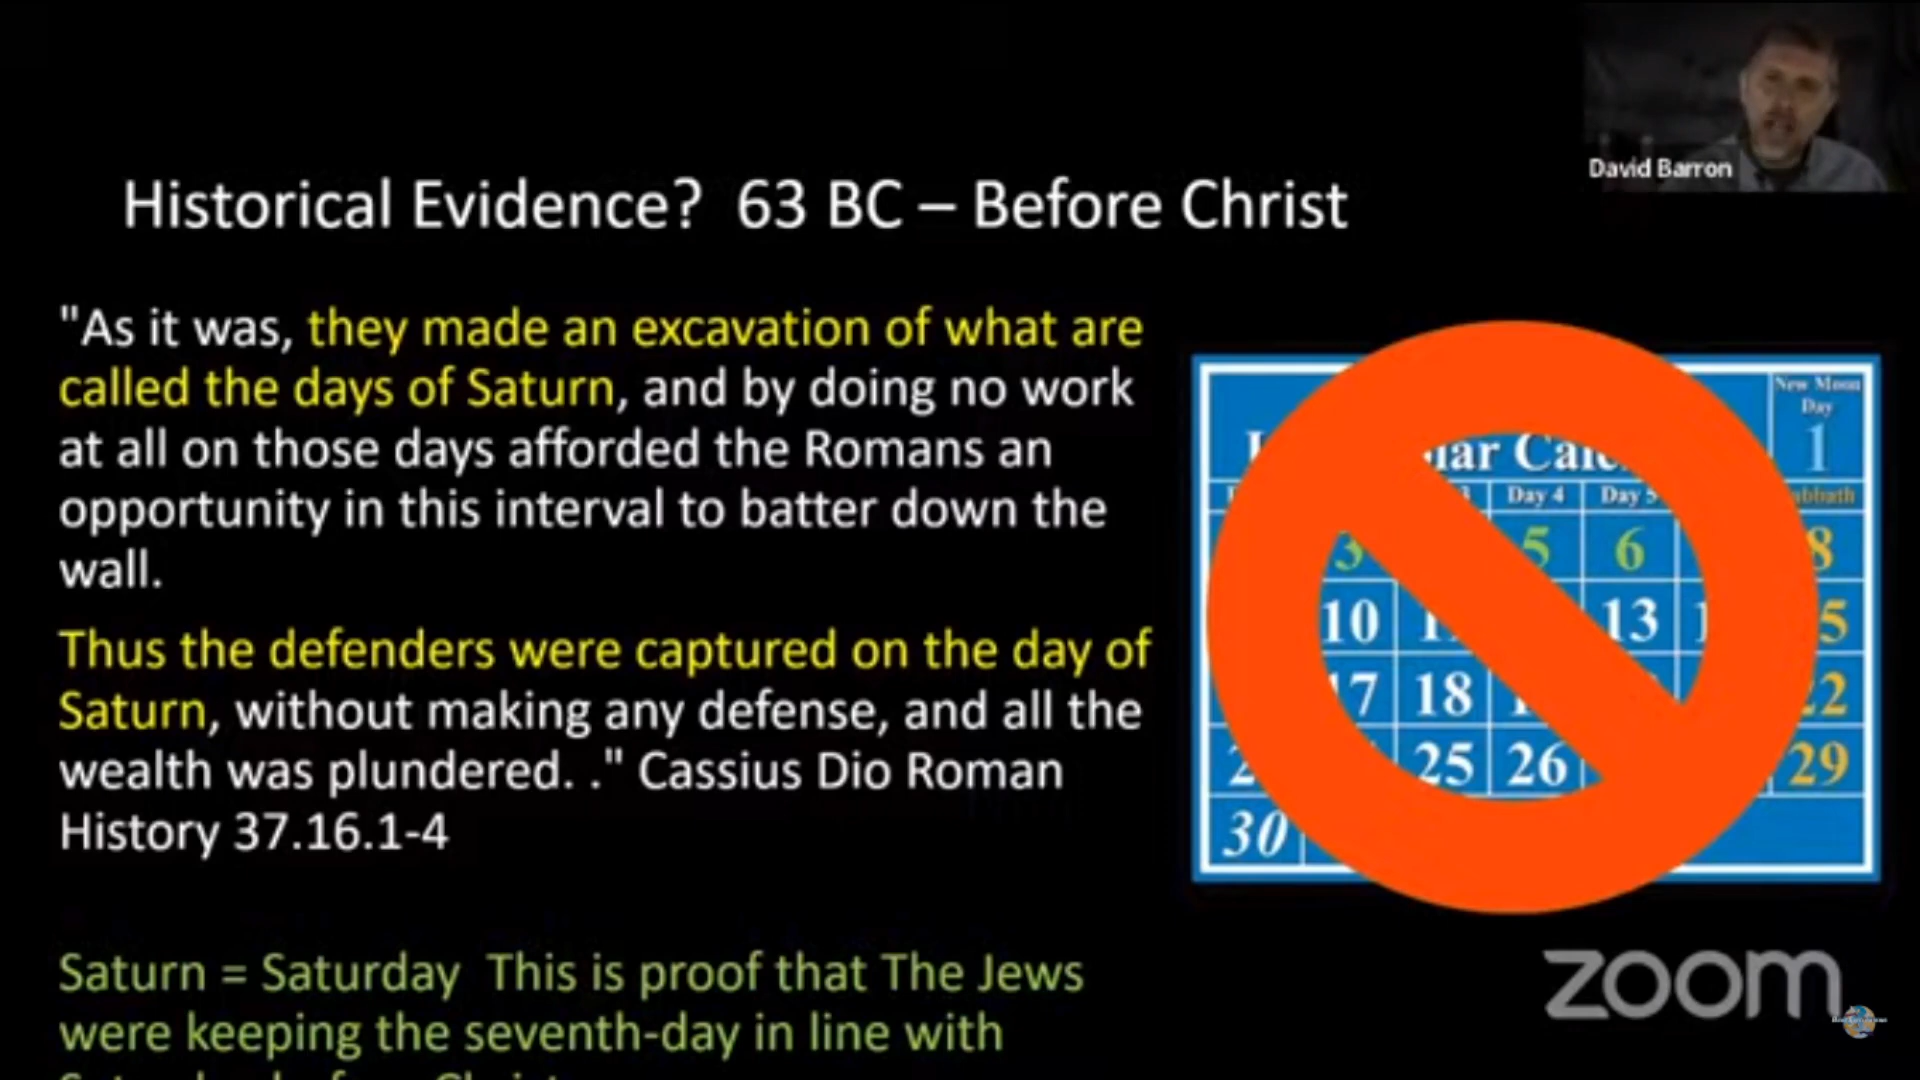 David Barron
Historical Evidence? 63 BC – Before Christ
"As it was, they made an excavation of what are
called the days of Saturn, and by doing no work
at all on those days afforded the Romans an
opportunity in this interval to batter down the
wall.
Thus the defenders were captured on the day of
Saturn, without making any defense, and all the
wealth was plundered. ." Cassius Dio Roman
History 37.16.1-4
Saturn = Saturday This is proof that The Jews
were keeping the seventh-day in line with
New Moon
Day
1
Day 4 Day 5
3 5 6 8
10 13
18 22
25 26 29
30
zoom